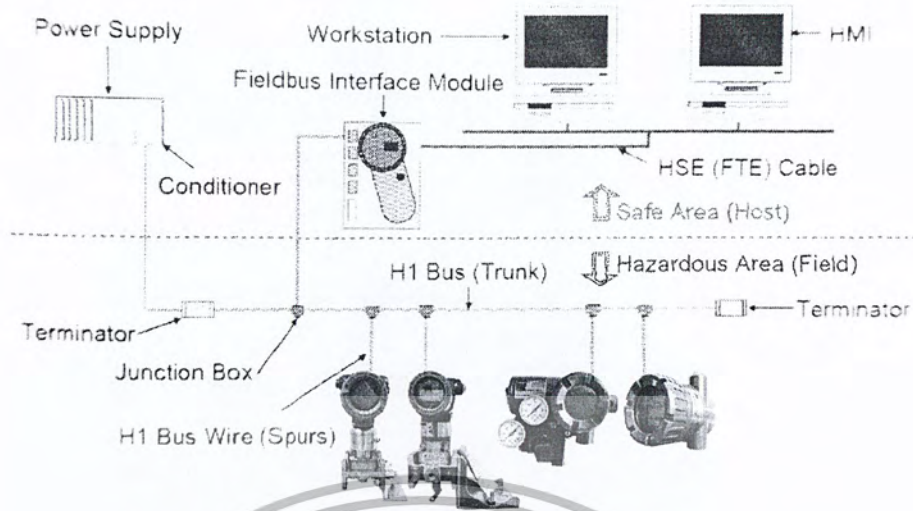 Power Supply
Workstation
HMI
Fieldbus Interface Module
Conditioner
HSE (FTE) Cable
Safe Area (Host)
H1 Bus (Trunk)
Hazardous Area (Field)
Terminator
Terminator
Junction Box
H1 Bus Wire (Spurs)